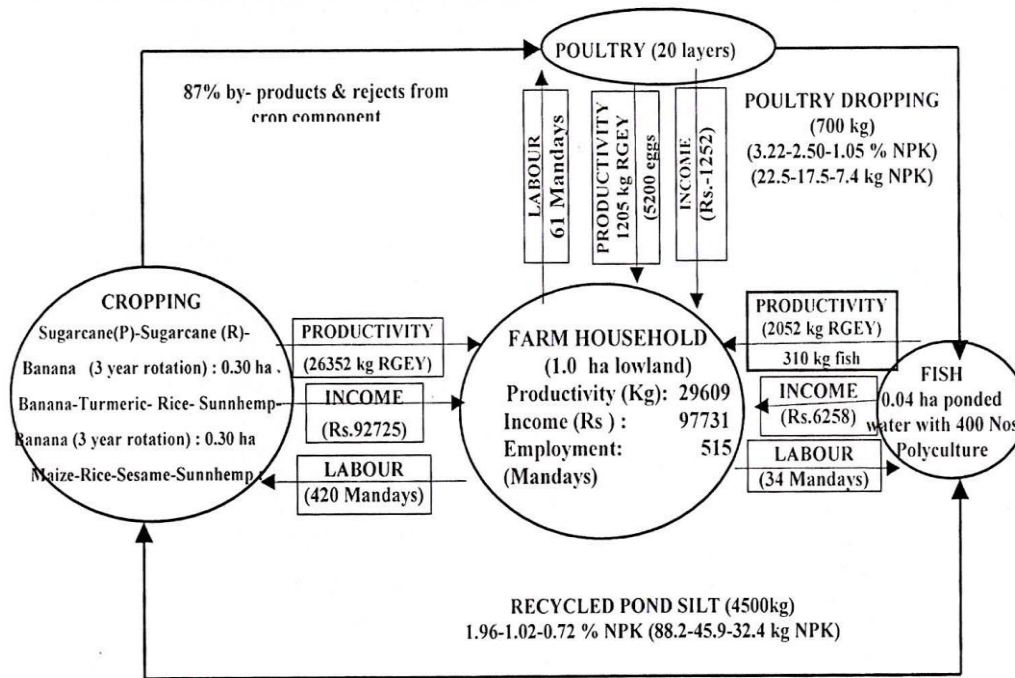 POULTRY (20 layers)
87% by- products & rejects from
crop component
POULTRY DROPPING
(700 kg)
(3.22-2.50-1.05 % NPK)
(22.5-17.5-7.4 kg NPK)
LABOUR
61 Mandays
PRODUCTIVITY
1205 kg RGEY
(5200 eggs
INCOME
(Rs.-1252)
CROPPING
Sugarcane(P)-Sugarcane (R)-
Banana (3 year rotation) : 0.30 ha .
Banana-Turmeric- Rice- Sunnhemp-
Banana (3 year rotation) : 0.30 ha
Maize-Rice-Sesame-Sunnhemp :
PRODUCTIVITY
(26352 kg RGEY)
INCOME
(Rs.92725)
LABOUR
(420 Mandays)
FARM HOUSEHOLD
(1.0 ha lowland)
Productivity (Kg): 29609
Income (Rs ) : 97731
Employment: 515
(Mandays)
PRODUCTIVITY
(2052 kg RGEY)
310 kg fish
INCOME
(Rs.6258)
LABOUR
(34 Mandays)
FISH
0.04 ha ponded
water with 400 Nos
Polyculture
RECYCLED POND SILT (4500kg)
1.96-1.02-0.72 % NPK (88.2-45.9-32.4 kg NPK)